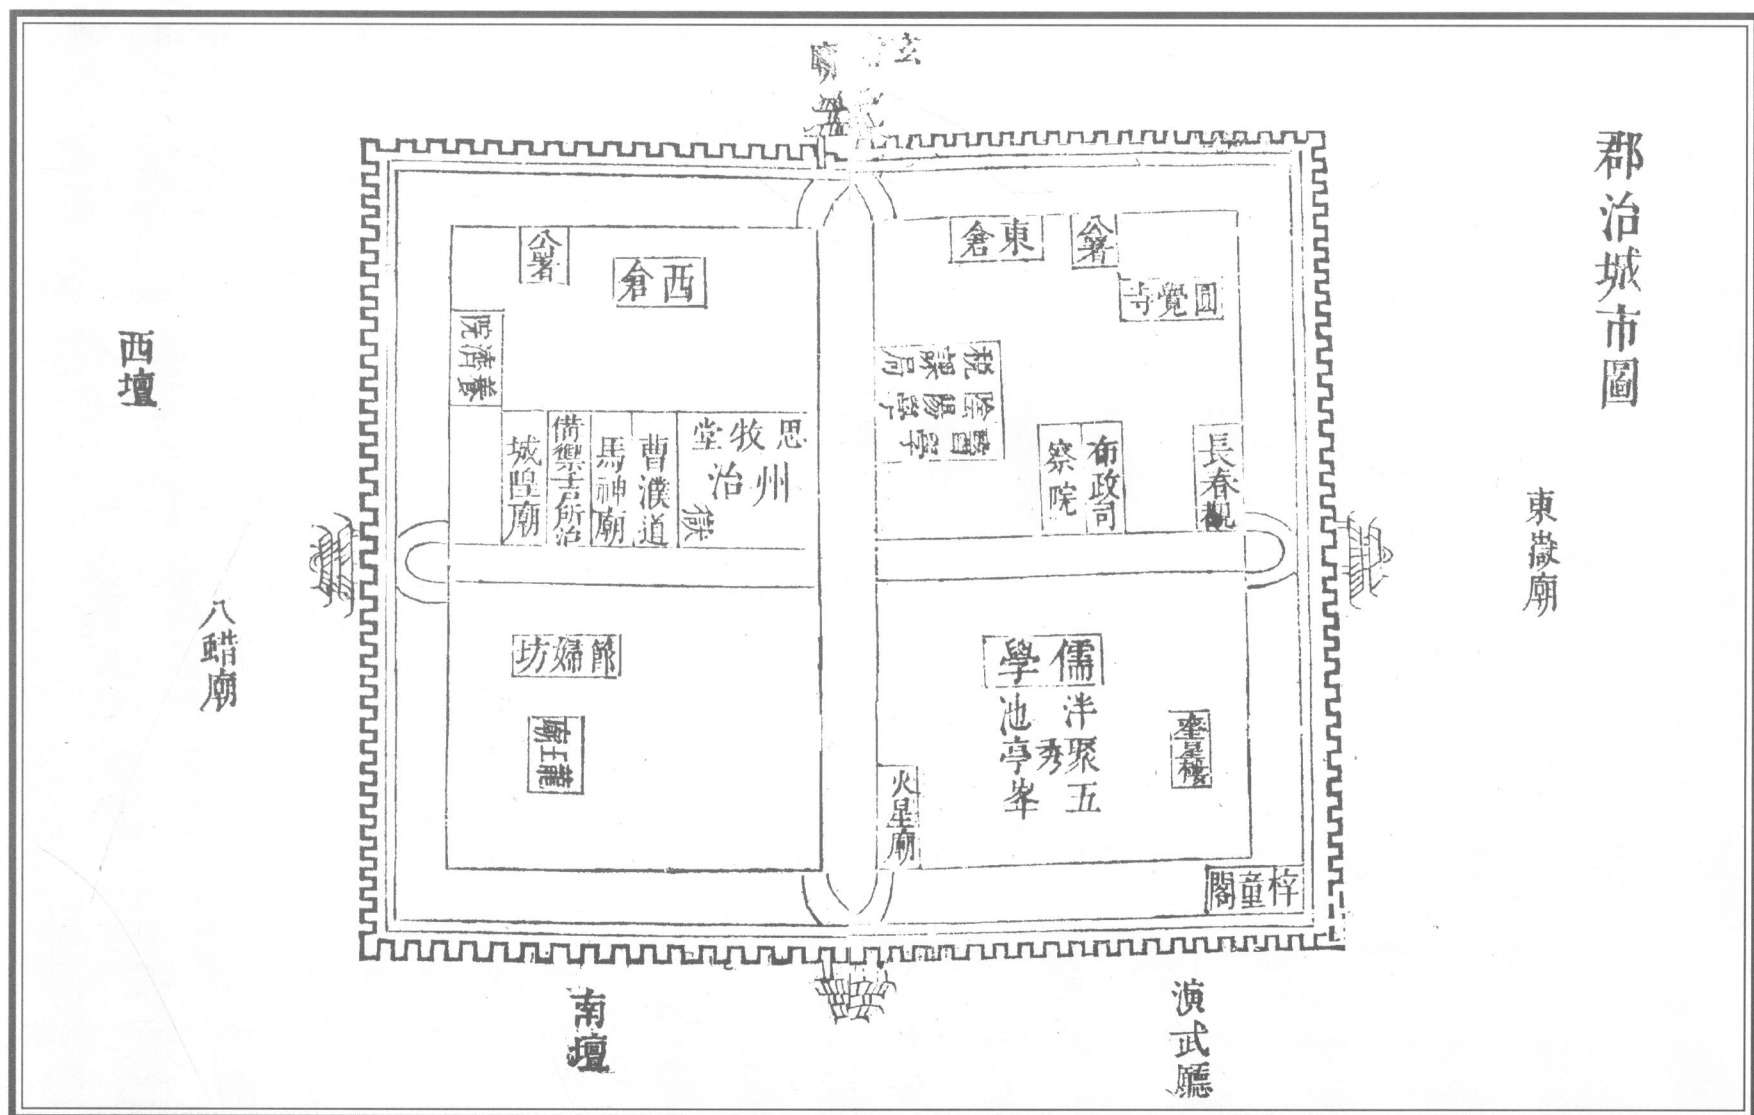 郡治城市圖
東嶽廟
演武廳
玄
廟
圓覺寺
公署
東倉
稅課局
陰陽學
醫學
長春觀
布政司
察院
儒學
泮池
聚秀亭
五峯
奎星樓
梓童閣
火星廟
西倉
公署
養濟院
思牧堂
州治
獄
曹濮道
馬神廟
備禦所治
城隍廟
節婦坊
龍王廟
南壇
西壇
八蜡廟